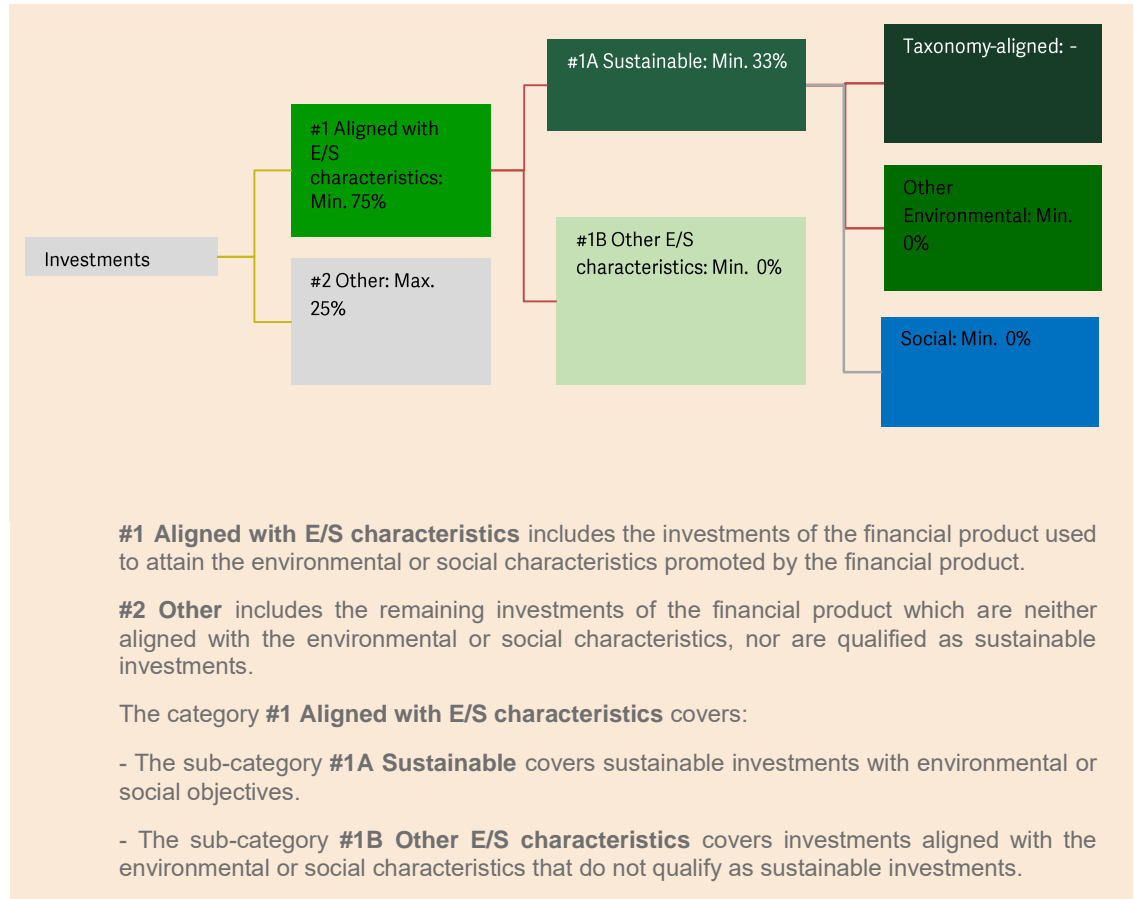 Investments
#1 Aligned with
E/S
characteristics:
Min. 75%
#2 Other: Max.
25%
#1A Sustainable: Min. 33%
#1B Other E/S
characteristics: Min. 0%
Taxonomy-aligned: -
Other
Environmental: Min.
0%
Social: Min. 0%
#1 Aligned with E/S characteristics includes the investments of the financial product used
to attain the environmental or social characteristics promoted by the financial product.
#2 Other includes the remaining investments of the financial product which are neither
aligned with the environmental or social characteristics, nor are qualified as sustainable
investments.
The category #1 Aligned with E/S characteristics covers:
- The sub-category #1A Sustainable covers sustainable investments with environmental or
social objectives.
- The sub-category #1B Other E/S characteristics covers investments aligned with the
environmental or social characteristics that do not qualify as sustainable investments.